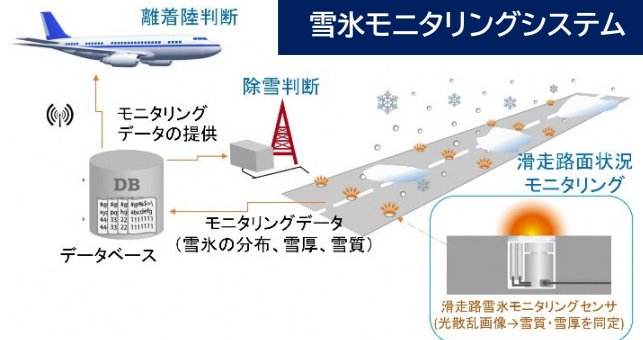 雪氷モニタリングシステム
離着陸判断
除雪判断
モニタリング
データの提供
DB
データベース
モニタリングデータ
(雪氷の分布、雪厚、雪質)
滑走路面状況
モニタリング
滑走路雪氷モニタリングセンサ
(光散乱画像→雪質・雪厚を同定)